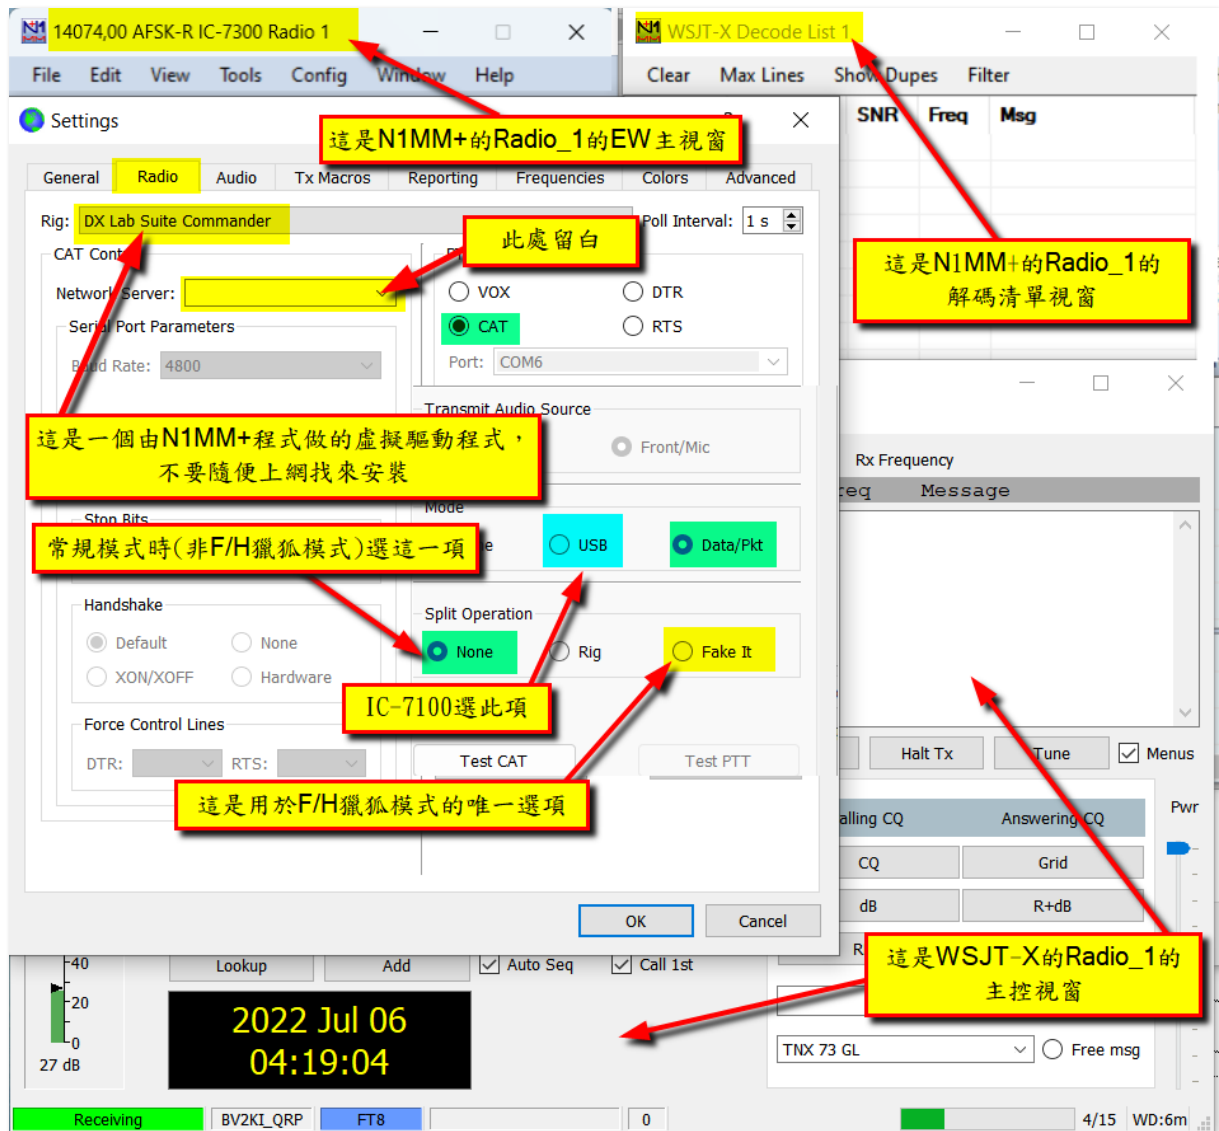 14074,00 AFSK-R IC-7300 Radio 1
WSJT-X Decode List 1
File Edit View Tools Config Window Help
Clear Max Lines Show Dupes Filter
SNR Freq Msg
Settings
這是N1MM+的Radio_1的EW主視窗
General Radio Audio Tx Macros Reporting Frequencies Colors Advanced
Rig: DX Lab Suite Commander
Poll Interval: 1 s
此處留白
這是N1MM+的Radio_1的
解碼清單視窗
Network Server:
VOX DTR
Serial Port Parameters
CAT RTS
Baud Rate: 4800
Port: COM6
Transmit Audio Source
Front/Mic
這是一個由N1MM+程式做的虛擬驅動程式，
不要隨便上網找來安裝
Rx Frequency
Message
Mode
Stop Bits
常規模式時(非F/H獵狐模式)選這一項
USB Data/Pkt
Handshake
Default None
XON/XOFF Hardware
Split Operation
None Rig Fake It
IC-7100選此項
Force Control Lines
DTR: RTS:
Test CAT Test PTT
Halt Tx Tune Menus
這是用於F/H獵狐模式的唯一選項
Pwr
alling CQ Answering CQ
CQ Grid
dB R+dB
OK Cancel
這是WSJT-X的Radio_1的
主控視窗
Lookup Add Auto Seq Call 1st
40
20
0
27 dB
2022 Jul 06
04:19:04
TNX 73 GL Free msg
Receiving BV2KI_QRP FT8 0 4/15 WD:6m